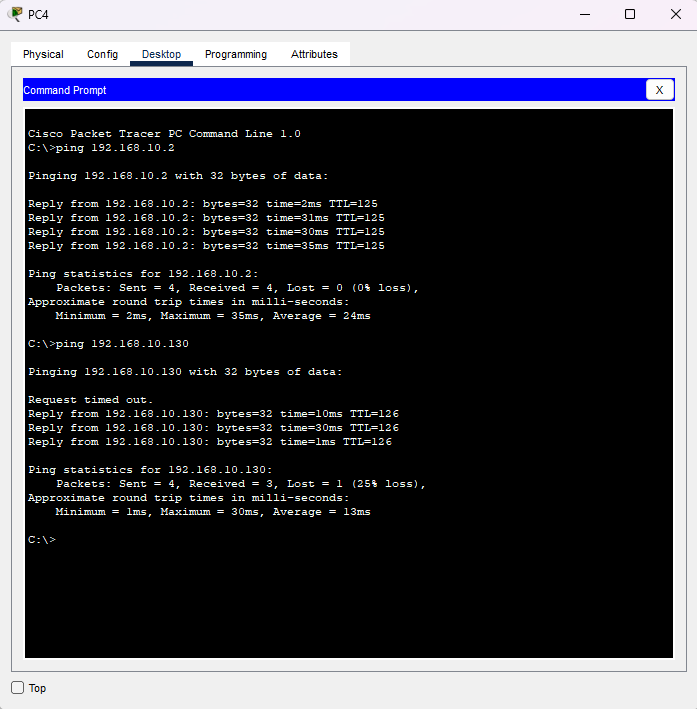 PC4
Physical Config Desktop Programming Attributes
Command Prompt X
Cisco Packet Tracer PC Command Line 1.0
C:\>ping 192.168.10.2
Pinging 192.168.10.2 with 32 bytes of data:
Reply from 192.168.10.2: bytes=32 time=2ms TTL=125
Reply from 192.168.10.2: bytes=32 time=31ms TTL=125
Reply from 192.168.10.2: bytes=32 time=30ms TTL=125
Reply from 192.168.10.2: bytes=32 time=35ms TTL=125
Ping statistics for 192.168.10.2:
    Packets: Sent = 4, Received = 4, Lost = 0 (0% loss),
Approximate round trip times in milli-seconds:
    Minimum = 2ms, Maximum = 35ms, Average = 24ms
C:\>ping 192.168.10.130
Pinging 192.168.10.130 with 32 bytes of data:
Request timed out.
Reply from 192.168.10.130: bytes=32 time=10ms TTL=126
Reply from 192.168.10.130: bytes=32 time=30ms TTL=126
Reply from 192.168.10.130: bytes=32 time=1ms TTL=126
Ping statistics for 192.168.10.130:
    Packets: Sent = 4, Received = 3, Lost = 1 (25% loss),
Approximate round trip times in milli-seconds:
    Minimum = 1ms, Maximum = 30ms, Average = 13ms
C:\>
Top